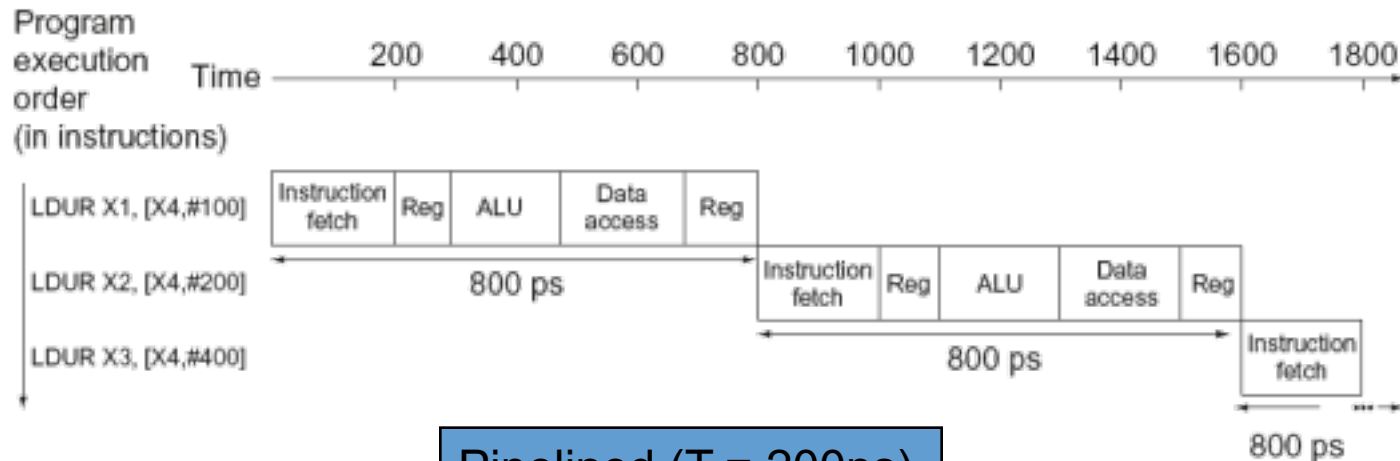 Program
execution
order
(in instructions)
Time
200 400 600 800 1000 1200 1400 1600 1800
LDUR X1, [X4,#100]
Instruction
fetch
Reg
ALU
Data
access
Reg
800 ps
LDUR X2, [X4,#200]
Instruction
fetch
Reg
ALU
Data
access
Reg
800 ps
LDUR X3, [X4,#400]
Instruction
fetch
800 ps
Pipelined (T = 200ps)